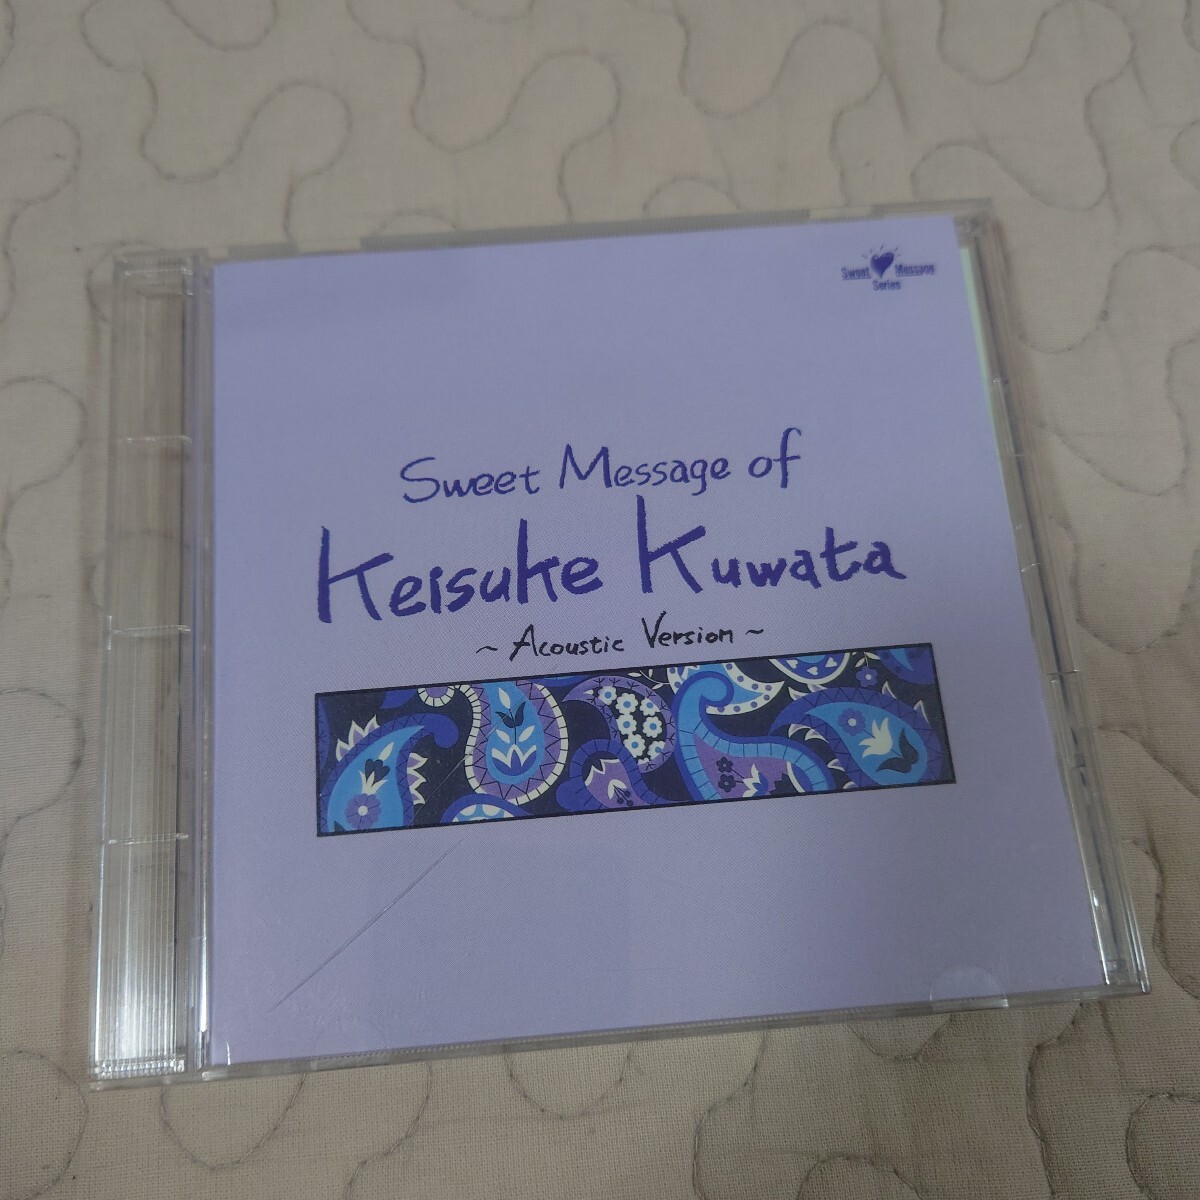 Sweet Message
Series
Sweet Message of
Keisuke Kuwata
~ Acoustic Version ~